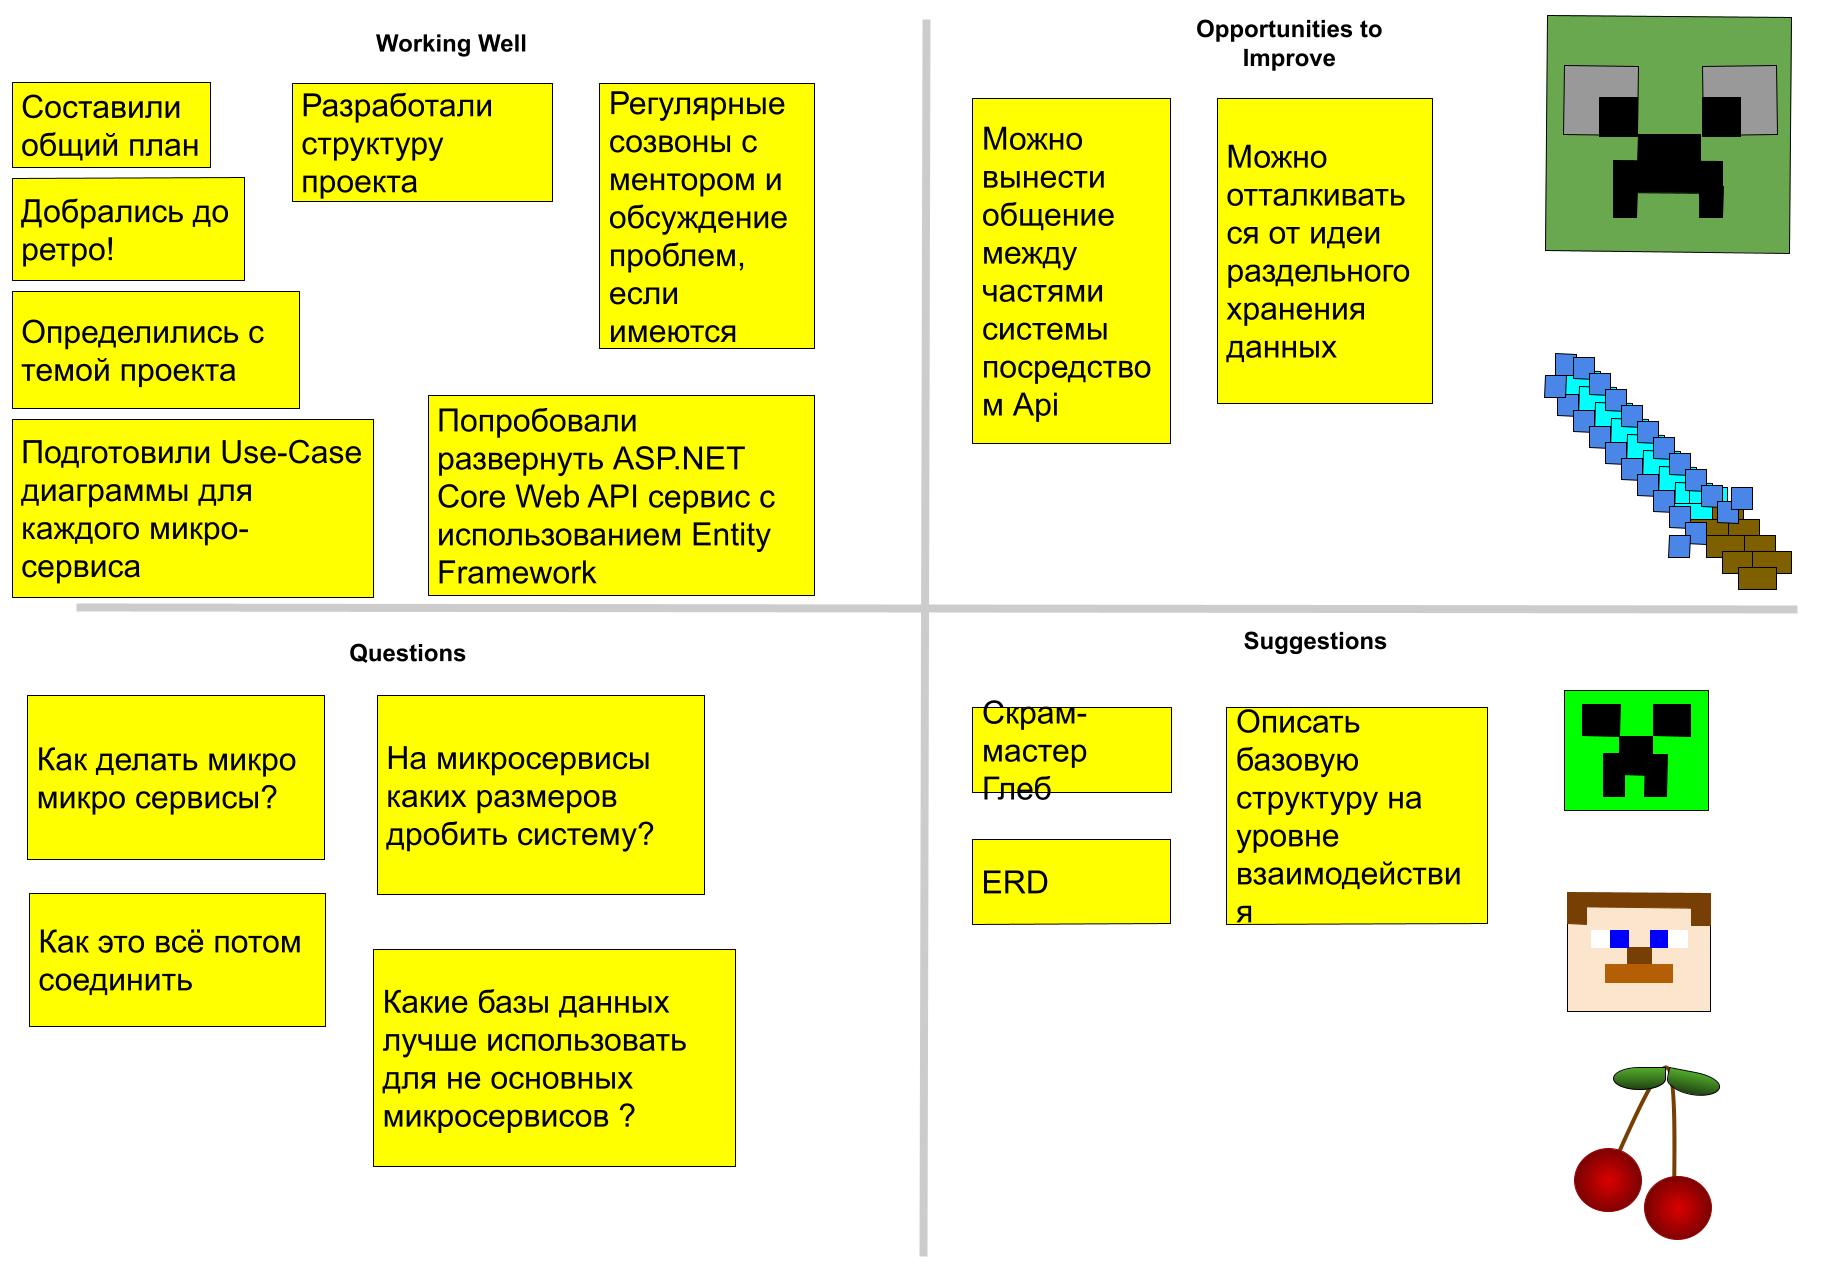 Working Well
Составили
общий план
Разработали
структуру
проекта
Регулярные
созвоны с
ментором и
обсуждение
проблем,
если
имеются
Добрались до
ретро!
Определились с
темой проекта
Подготовили Use-Case
диаграммы для
каждого микро-
сервиса
Попробовали
развернуть ASP.NET
Core Web API сервис с
использованием Entity
Framework
Opportunities to
Improve
Можно
вынести
общение
между
частями
системы
посредство
м Api
Можно
отталкивать
ся от идеи
раздельного
хранения
данных
Questions
Как делать микро
микро сервисы?
На микросервисы
каких размеров
дробить систему?
Как это всё потом
соединить
Какие базы данных
лучше использовать
для не основных
микросервисов ?
Suggestions
Скрам-
мастер
Глеб
Описать
базовую
структуру на
уровне
взаимодействи
я
ERD